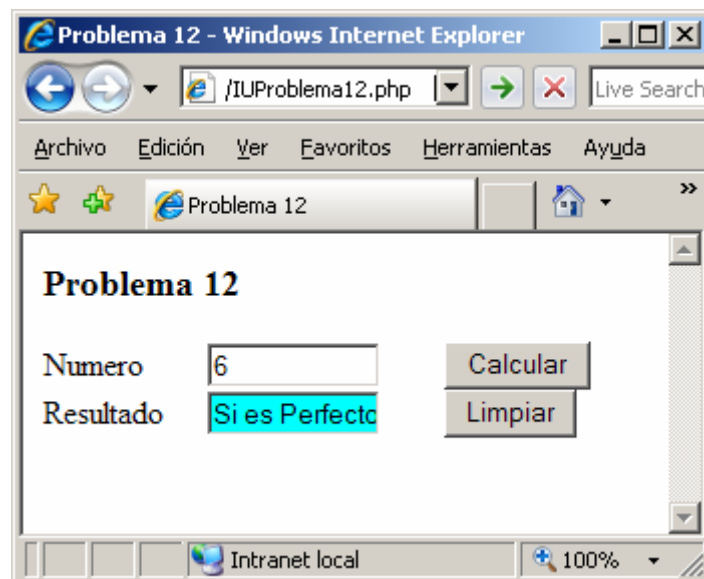 Problema 12 - Windows Internet Explorer
/IUProblema12.php
Live Search
Archivo Edición Ver Favoritos Herramientas Ayuda
Problema 12 »
Problema 12
Numero 6 Calcular
Resultado Si es Perfecto Limpiar
Intranet local 100%